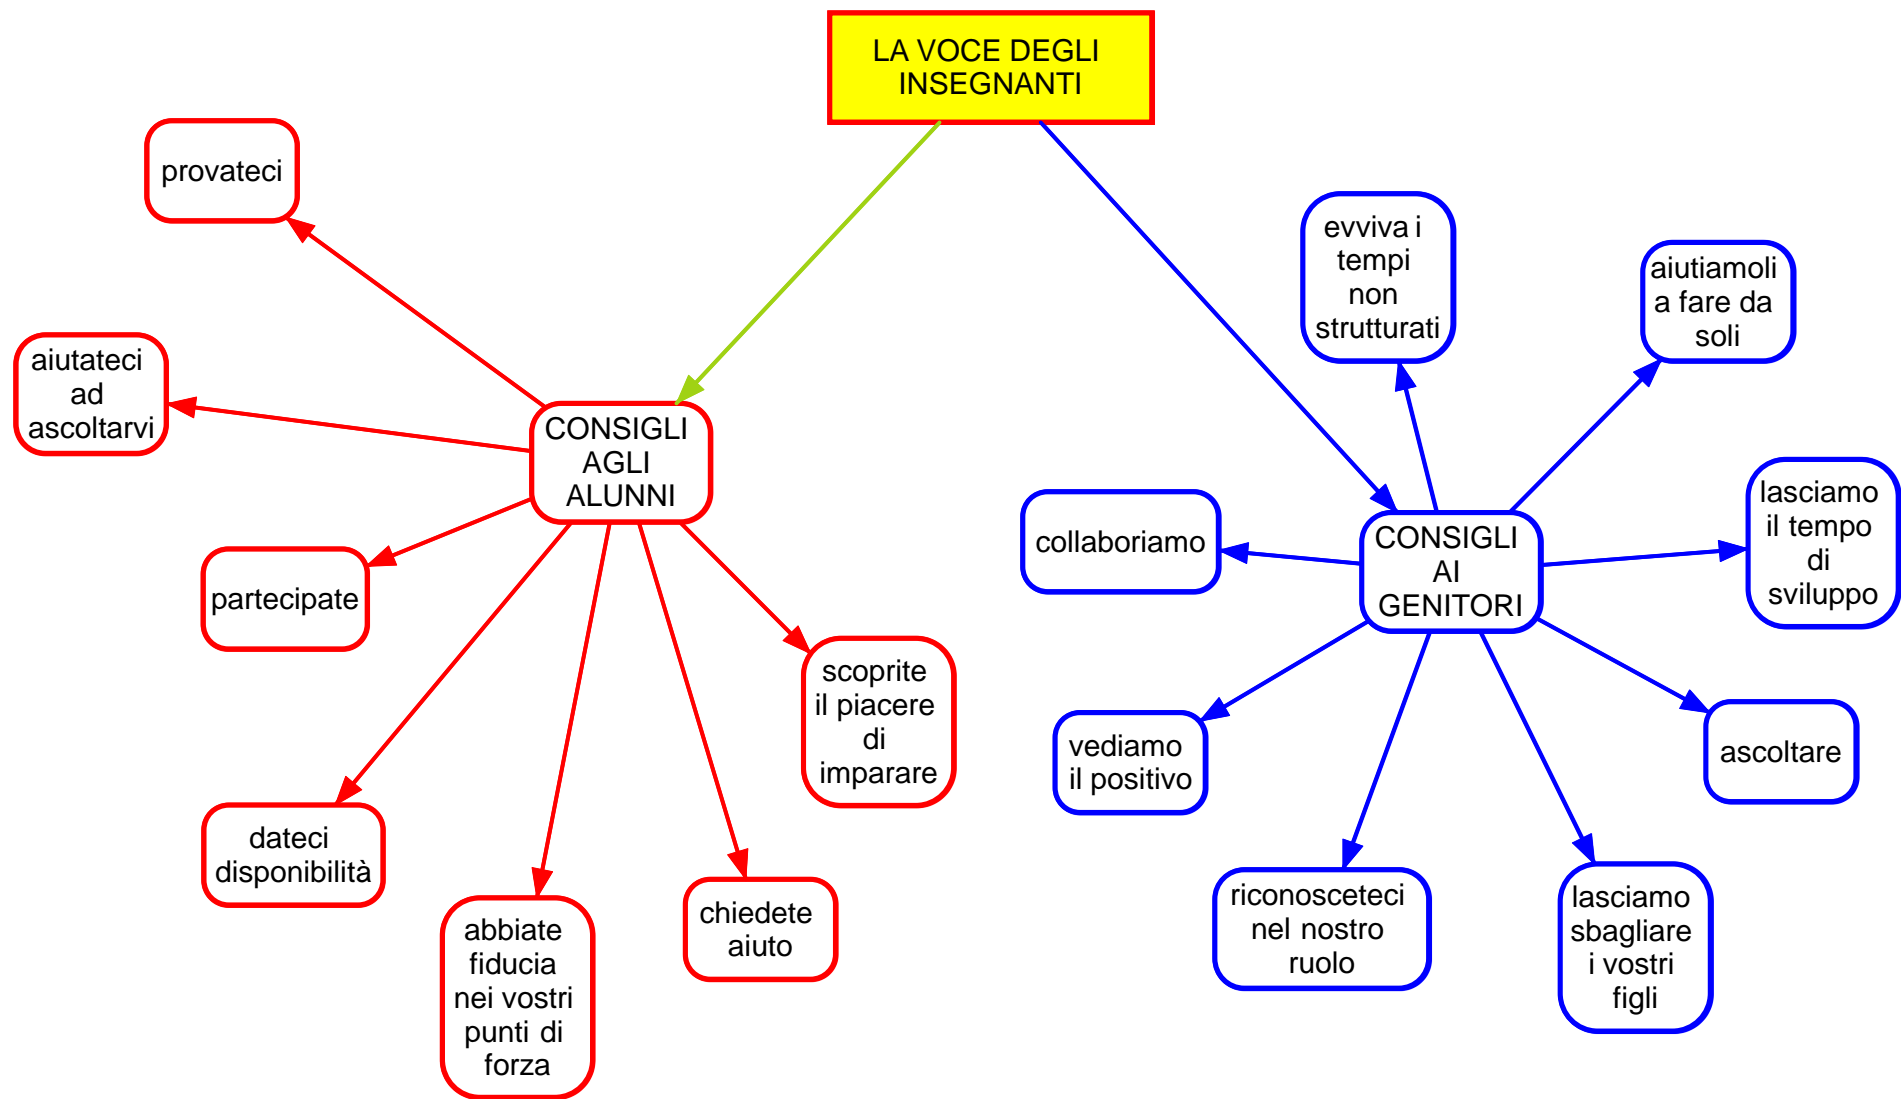 LA VOCE DEGLI
INSEGNANTI
provateci
aiutateci
ad
ascoltarvi
CONSIGLI
AGLI
ALUNNI
partecipate
dateci
disponibilità
abbiate
fiducia
nei vostri
punti di
forza
chiedete
aiuto
scoprite
il piacere
di
imparare
evviva i
tempi
non
strutturati
aiutiamoli
a fare da
soli
collaboriamo
CONSIGLI
AI
GENITORI
lasciamo
il tempo
di
sviluppo
vediamo
il positivo
ascoltare
riconosceteci
nel nostro
ruolo
lasciamo
sbagliare
i vostri
figli